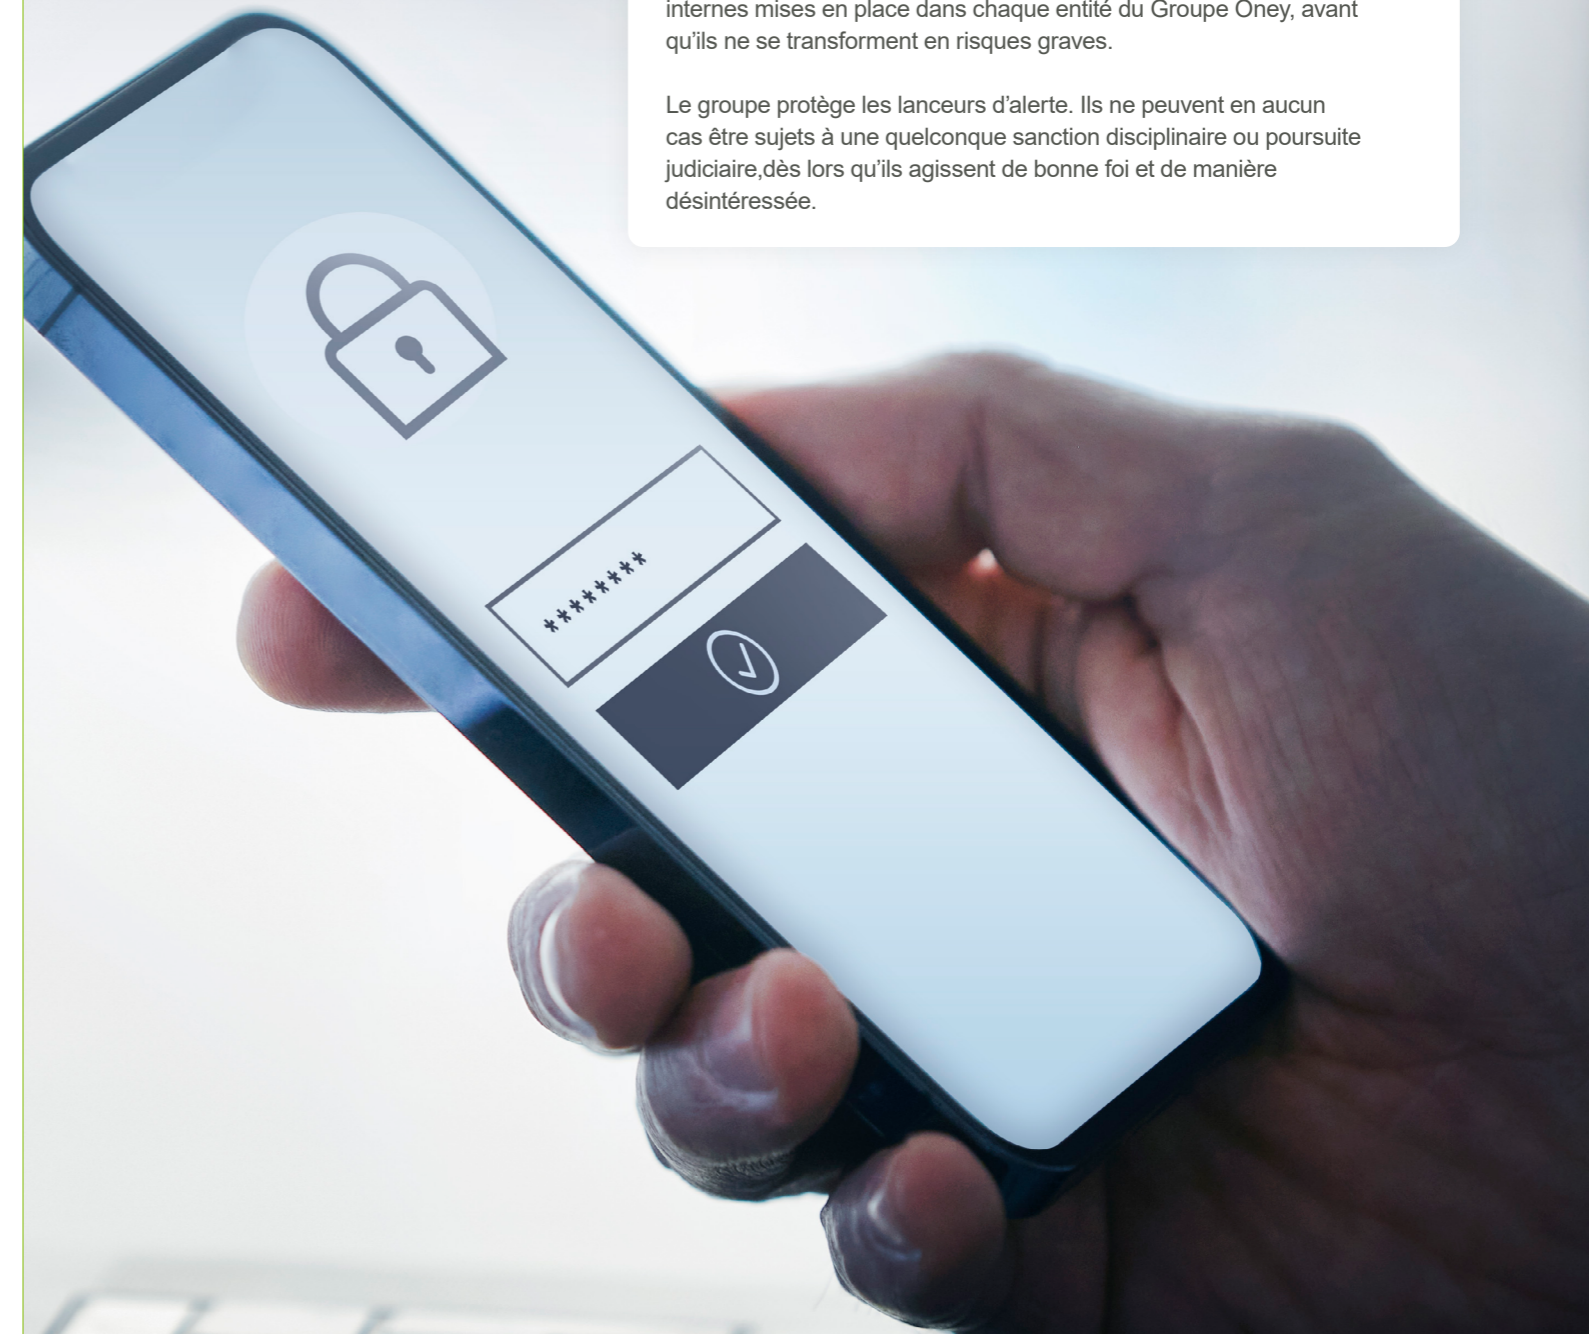 internes mises en place dans chaque entité du Groupe Oney, avant
qu’ils ne se transforment en risques graves.
Le groupe protège les lanceurs d’alerte. Ils ne peuvent en aucun
cas être sujets à une quelconque sanction disciplinaire ou poursuite
judiciaire,dès lors qu’ils agissent de bonne foi et de manière
désintéressée.
********